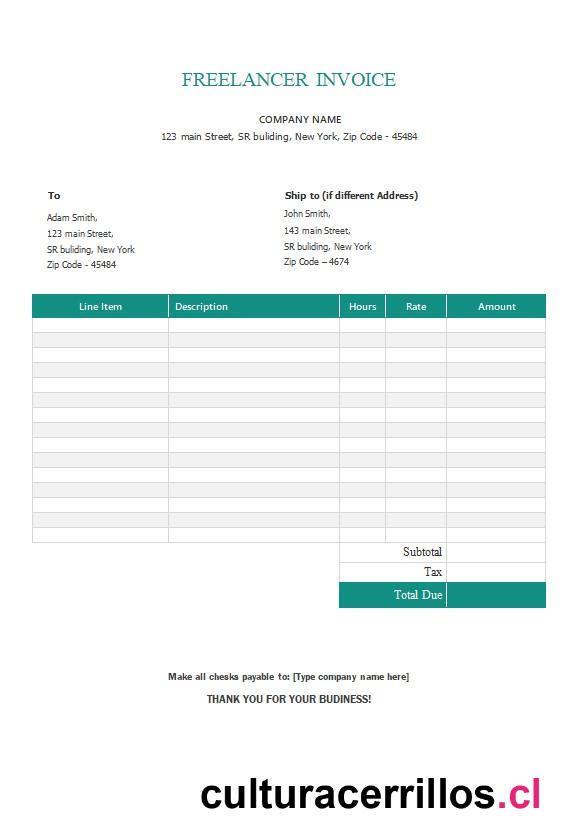 FREELANCER INVOICE
COMPANY NAME
123 main Street, SR buliding, New York, Zip Code - 45484
To
Adam Smith,
123 main Street,
SR buliding, New York
Zip Code - 45484
Ship to (if different Address)
John Smith,
143 main Street,
SR buliding, New York
Zip Code – 4674
Line Item Description Hours Rate Amount
Subtotal
Tax
Total Due
Make all chesks payable to: [Type company name here]
THANK YOU FOR YOUR BUDINESS!
culturacerrillos.cl